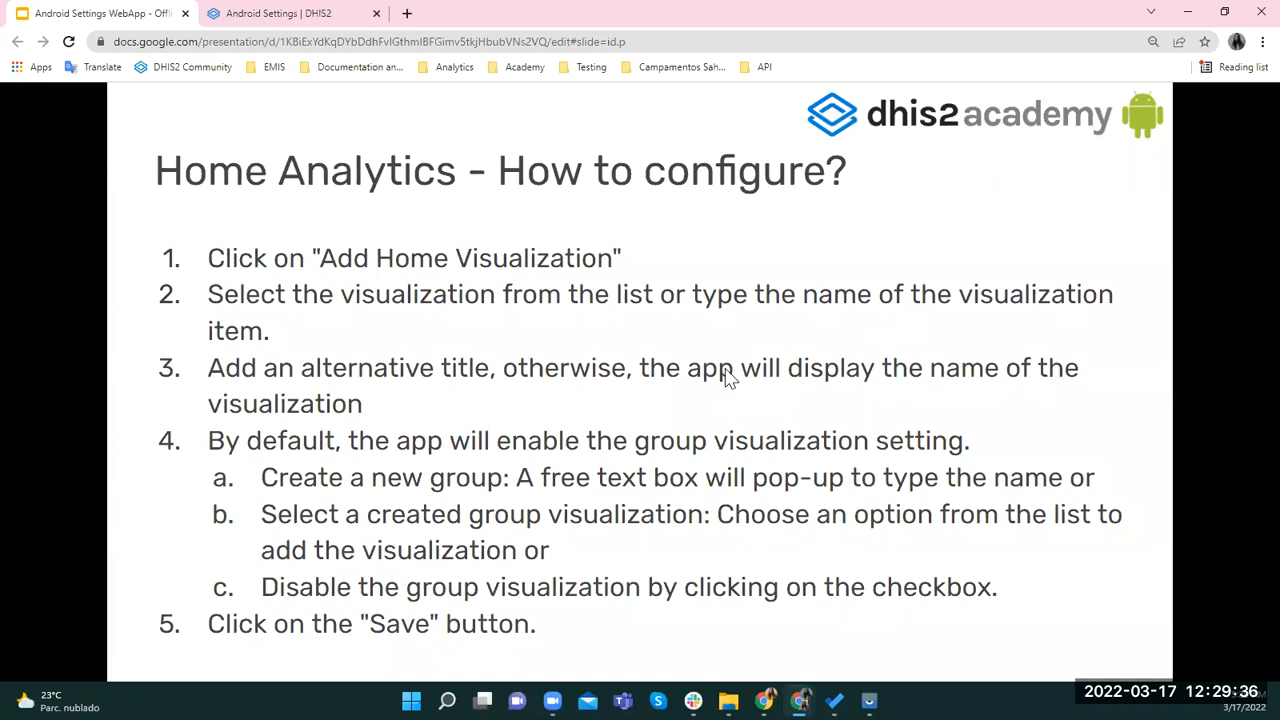 Android Settings WebApp - Offli
Android Settings | DHIS2
docs.google.com/presentation/d/1KBiExYdKqDYbDdhFvIGthmIBFGimv5tkjHbubVNs2VQ/edit#slide=id.p
Apps
Translate
DHIS2 Community
EMIS
Documentation an...
Analytics
Academy
Testing
Campamentos Sah...
API
Reading list
dhis2 academy
Home Analytics - How to configure?
1. Click on "Add Home Visualization"
2. Select the visualization from the list or type the name of the visualization
item.
3. Add an alternative title, otherwise, the app will display the name of the
visualization
4. By default, the app will enable the group visualization setting.
a. Create a new group: A free text box will pop-up to type the name or
b. Select a created group visualization: Choose an option from the list to
add the visualization or
c. Disable the group visualization by clicking on the checkbox.
5. Click on the "Save" button.
23°C
Parc. nublado
2022-03-17 12:29:36
3/17/2022